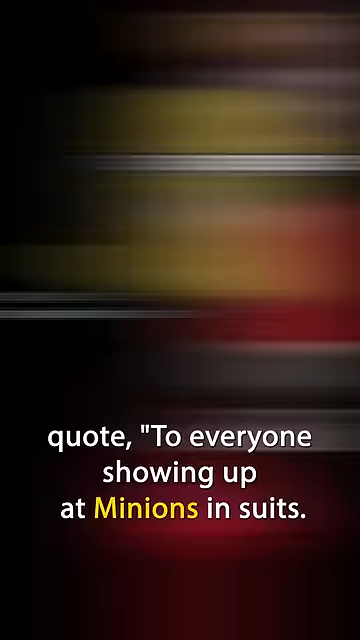 quote, "To everyone
showing up
at Minions in suits.